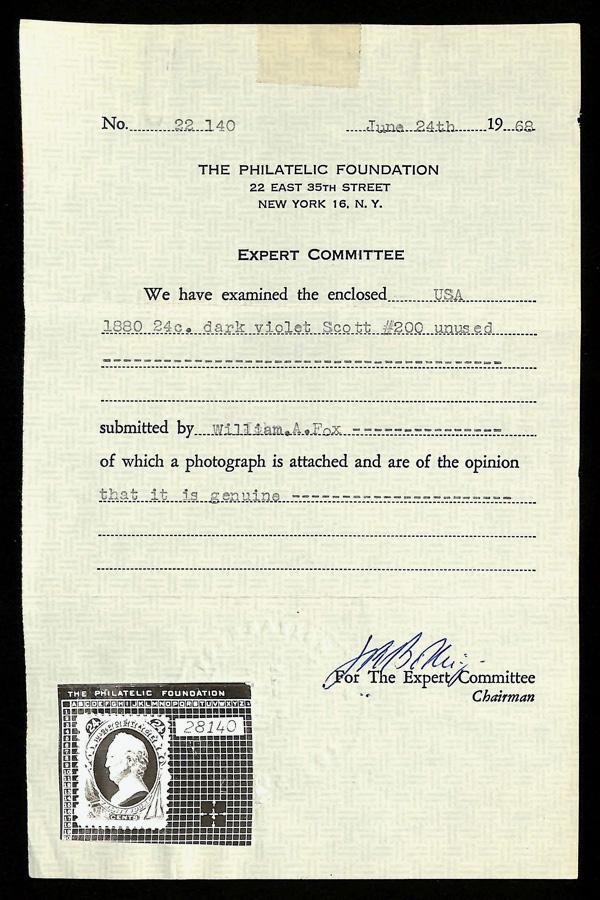 No. 22 140 June 24th 19 68
THE PHILATELIC FOUNDATION
22 EAST 35TH STREET
NEW YORK 16, N. Y.
EXPERT COMMITTEE
We have examined the enclosed USA
1880 24c. dark violet Scott #200 unused
submitted by William.A.Fox
of which a photograph is attached and are of the opinion
that it is genuine
For The Expert Committee
Chairman
THE PHILATELIC FOUNDATION
ABCDEFGHIJKLMNOPQRSTUVWXYZ
28140
24
CENTS